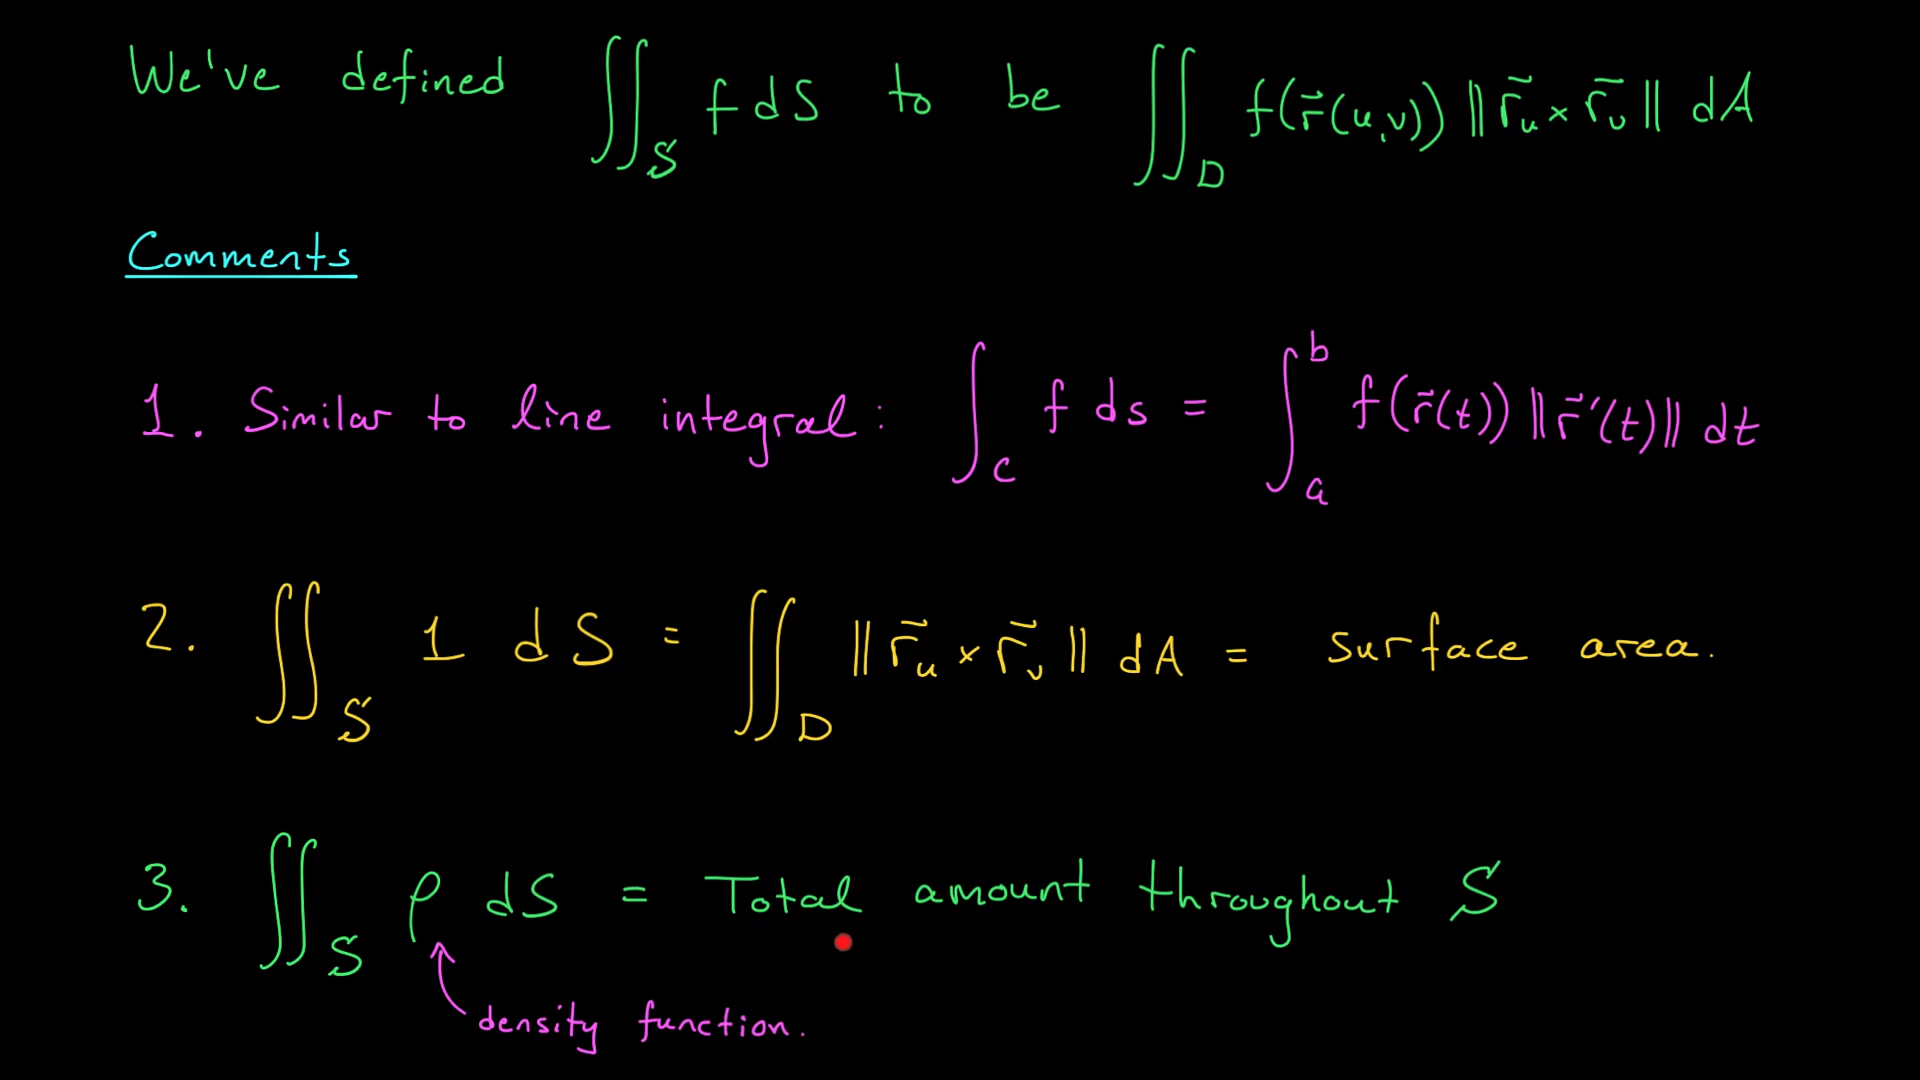 We've defined ∬_S f dS to be ∬_D f(r⃗(u,v)) ‖r⃗_u × r⃗_v‖ dA
Comments
1. Similar to line integral: ∫_C f ds = ∫_a^b f(r⃗(t)) ‖r⃗'(t)‖ dt
2. ∬_S 1 dS = ∬_D ‖r⃗_u × r⃗_v‖ dA = surface area.
3. ∬_S ρ dS = Total amount throughout S
density function.